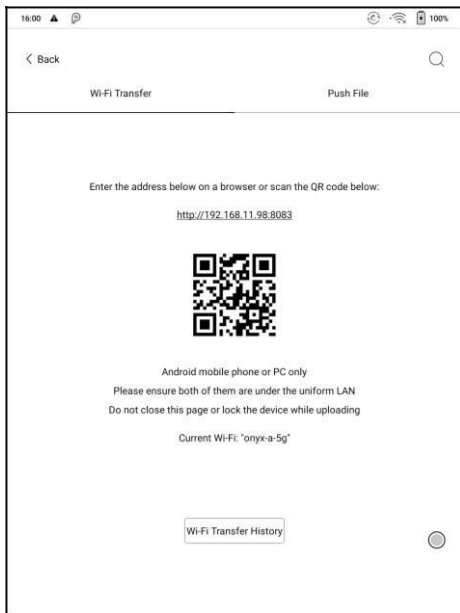 16:00
100%
Back
Wi-Fi Transfer
Push File
Enter the address below on a browser or scan the QR code below:
http://192.168.11.98:8083
Android mobile phone or PC only
Please ensure both of them are under the uniform LAN
Do not close this page or lock the device while uploading
Current Wi-Fi: "onyx-a-5g"
Wi-Fi Transfer History